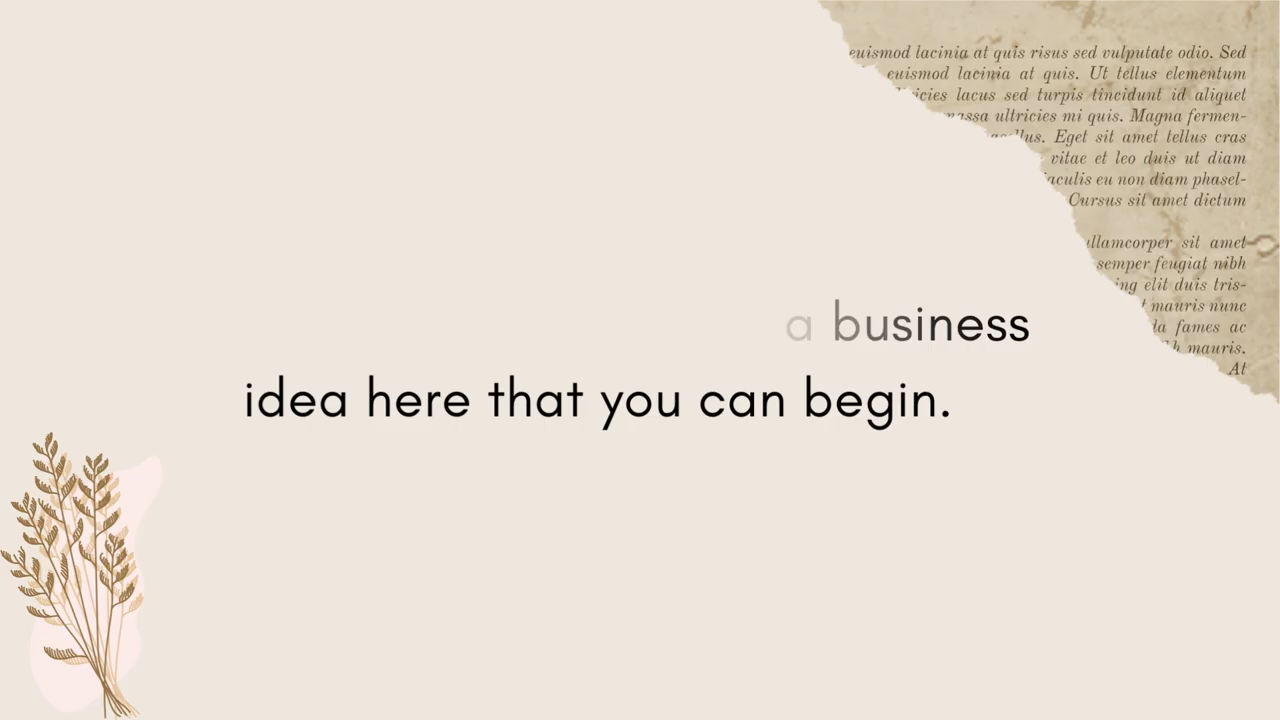 euismod lacinia at quis risus sed vulputate odio. Sed
euismod lacinia at quis. Ut tellus elementum
lacus sed turpis tincidunt id aliquet
massa ultricies mi quis. Magna fermen-
Eget sit amet tellus cras
vitae et leo duis ut diam
iaculis eu non diam phasel-
Cursus sit amet dictum
ullamcorper sit amet
semper feugiat nibh
elit duis tris-
mauris nunc
fames ac
mauris.
At
a business
idea here that you can begin.